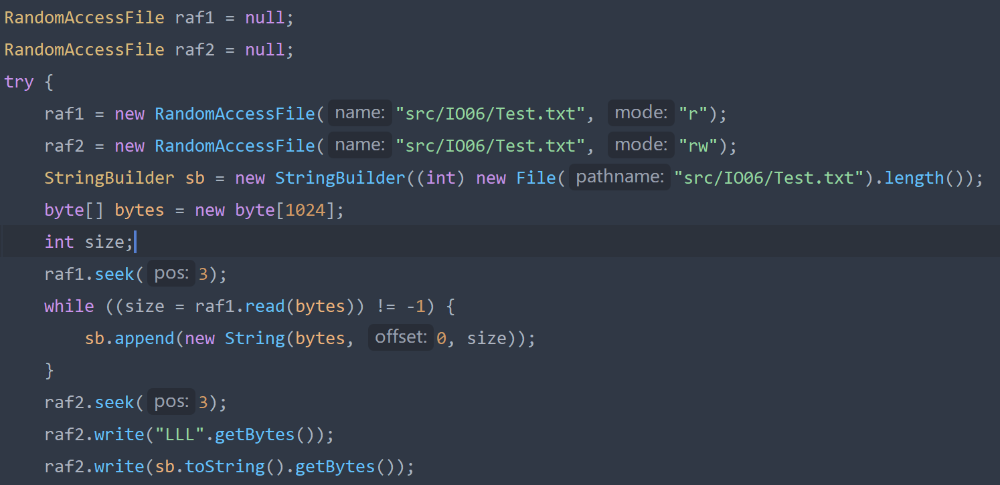 RandomAccessFile raf1 = null;
RandomAccessFile raf2 = null;
try {
    raf1 = new RandomAccessFile( name: "src/IO06/Test.txt", mode: "r");
    raf2 = new RandomAccessFile( name: "src/IO06/Test.txt", mode: "rw");
    StringBuilder sb = new StringBuilder((int) new File( pathname: "src/IO06/Test.txt").length());
    byte[] bytes = new byte[1024];
    int size;
    raf1.seek( pos: 3);
    while ((size = raf1.read(bytes)) != -1) {
        sb.append(new String(bytes, offset: 0, size));
    }
    raf2.seek( pos: 3);
    raf2.write("LLL".getBytes());
    raf2.write(sb.toString().getBytes());